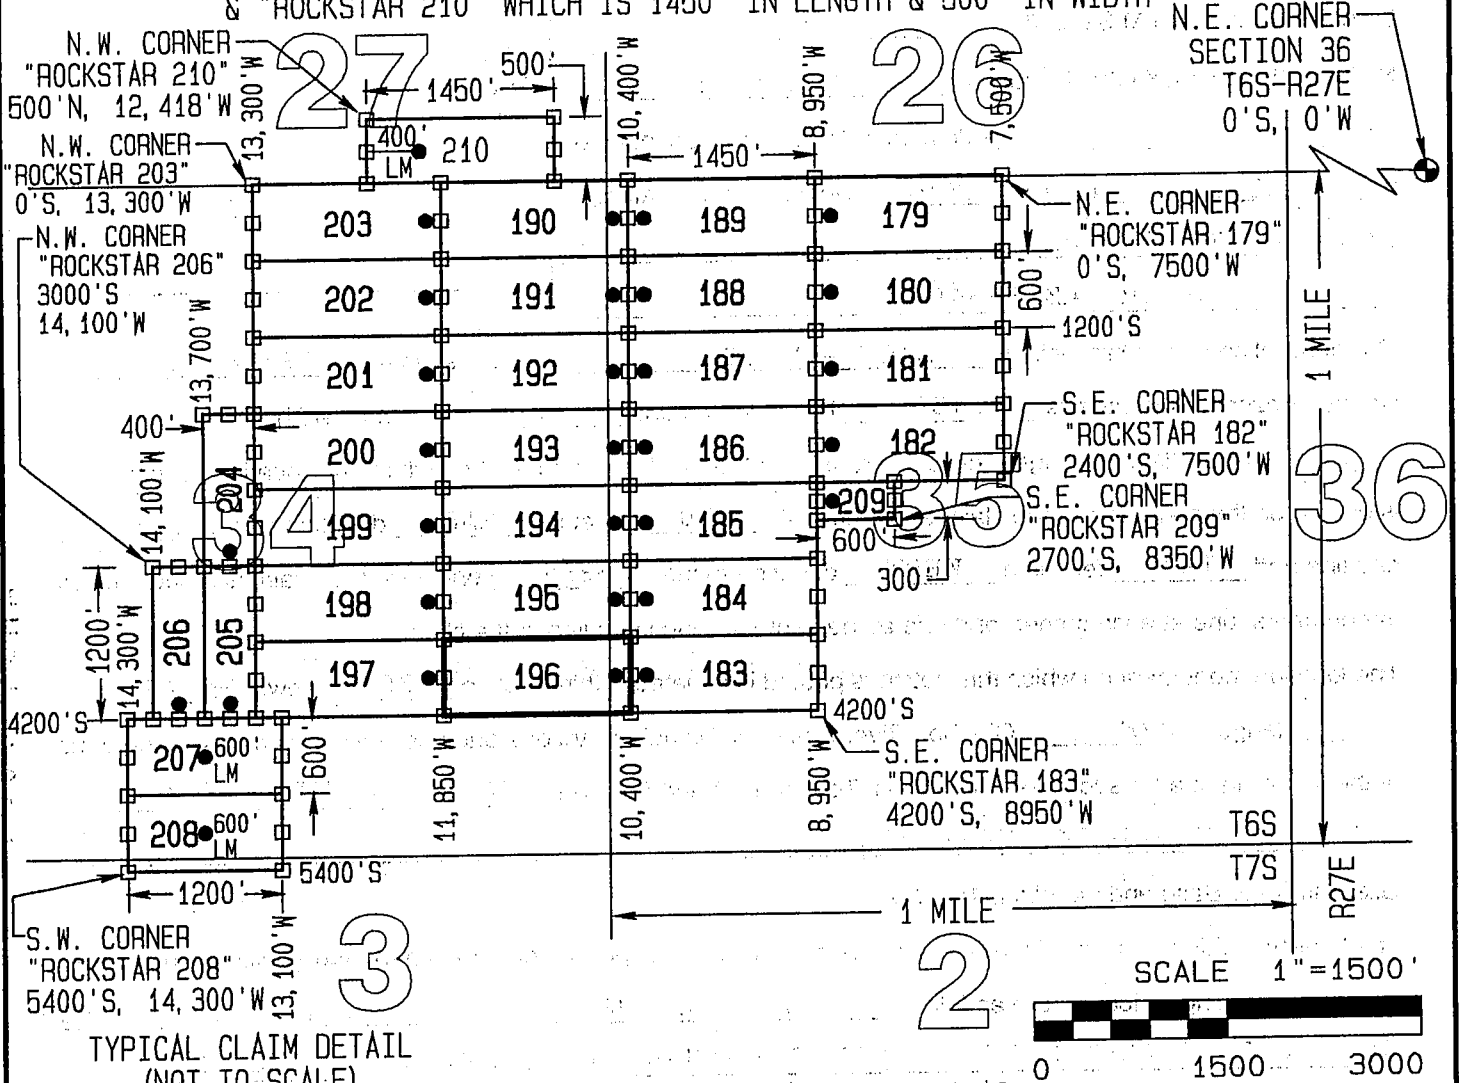 & "ROCKSTAR 210" WHICH IS 1450' IN LENGTH & 500' IN WIDTH
N.W. CORNER
"ROCKSTAR 210"
500'N, 12,418'W
N.W. CORNER
"ROCKSTAR 203"
0'S, 13,300'W
N.W. CORNER
"ROCKSTAR 206"
3000'S
14,100'W
N.E. CORNER
SECTION 36
T6S-R27E
0'S, 0'W
27
26
13,300'W
1450'
500'
10,400'W
8,950'W
7,500'W
400'
LM
210
1450'
203
190
189
179
N.E. CORNER
"ROCKSTAR 179"
0'S, 7500'W
202
191
188
180
600'
1200'S
1 MILE
13,700'W
201
192
187
181
400'
S.E. CORNER
"ROCKSTAR 182"
2400'S, 7500'W
200
193
186
182
14,100'W
204
34
209
35
36
S.E. CORNER
"ROCKSTAR 209"
2700'S, 8350'W
199
194
185
600'
300'
1200'
14,300'W
206
205
198
195
184
197
196
183
4200'S
4200'S
207
600'
LM
600'
11,850'W
10,400'W
8,950'W
S.E. CORNER
"ROCKSTAR 183"
4200'S, 8950'W
208
600'
LM
T6S
T7S
R27E
1200'
5400'S
1 MILE
S.W. CORNER
"ROCKSTAR 208"
5400'S, 14,300'W
13,100'W
3
2
SCALE 1"=1500'
0 1500 3000
TYPICAL CLAIM DETAIL
(NOT TO SCALE)